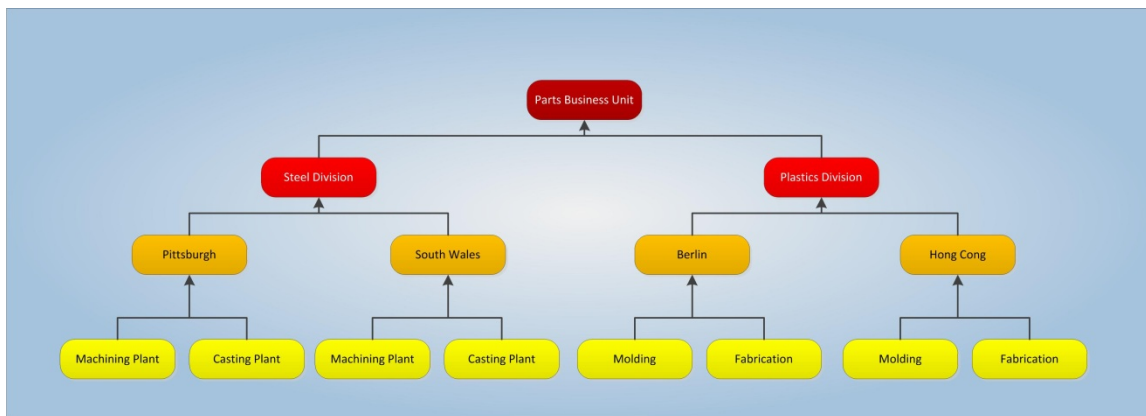 Parts Business Unit
Steel Division
Plastics Division
Pittsburgh
South Wales
Berlin
Hong Cong
Machining Plant
Casting Plant
Machining Plant
Casting Plant
Molding
Fabrication
Molding
Fabrication